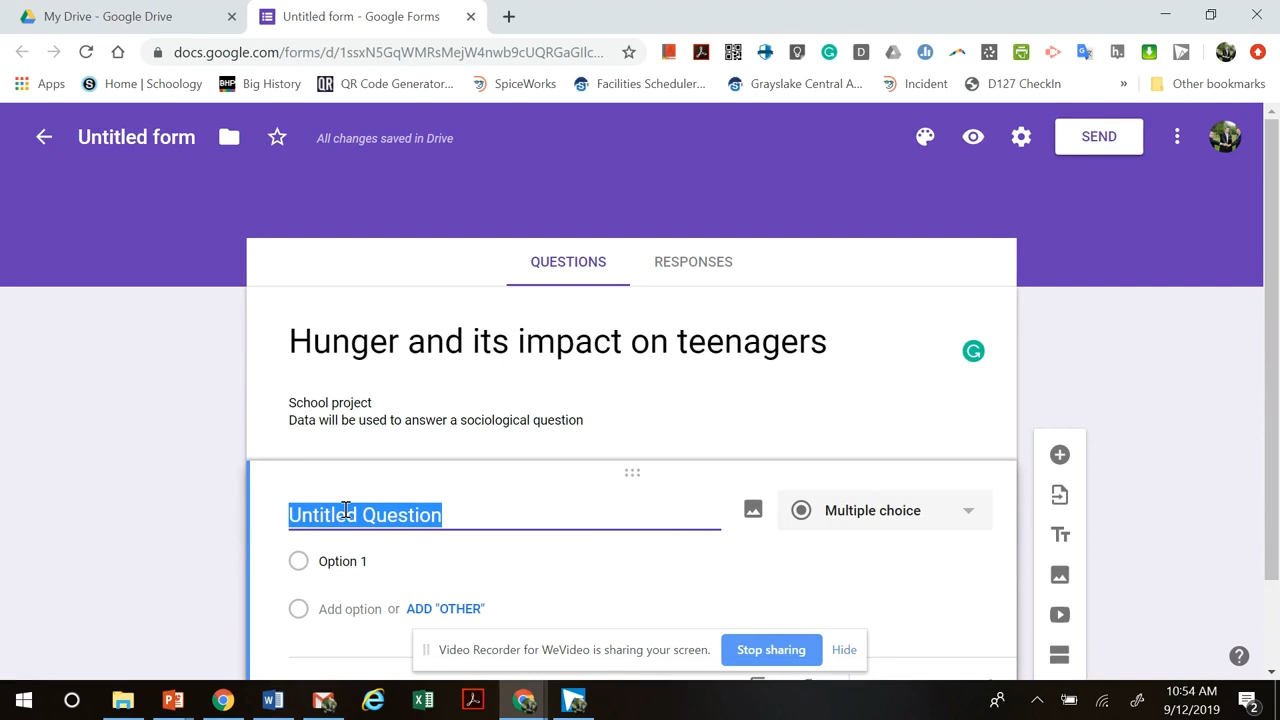 My Drive - Google Drive
Untitled form - Google Forms
docs.google.com/forms/d/1ssxN5GqWMRsMejW4nwb9cUQRGaGIlc...
Apps
Home | Schoology
BHP
Big History
QR
QR Code Generator...
SpiceWorks
Facilities Scheduler...
Grayslake Central A...
Incident
D127 CheckIn
»
Other bookmarks
Untitled form
All changes saved in Drive
SEND
QUESTIONS
RESPONSES
Hunger and its impact on teenagers
School project
Data will be used to answer a sociological question
Untitled Question
Multiple choice
Option 1
Add option or ADD "OTHER"
Video Recorder for WeVideo is sharing your screen.
Stop sharing
Hide
10:54 AM
9/12/2019
2